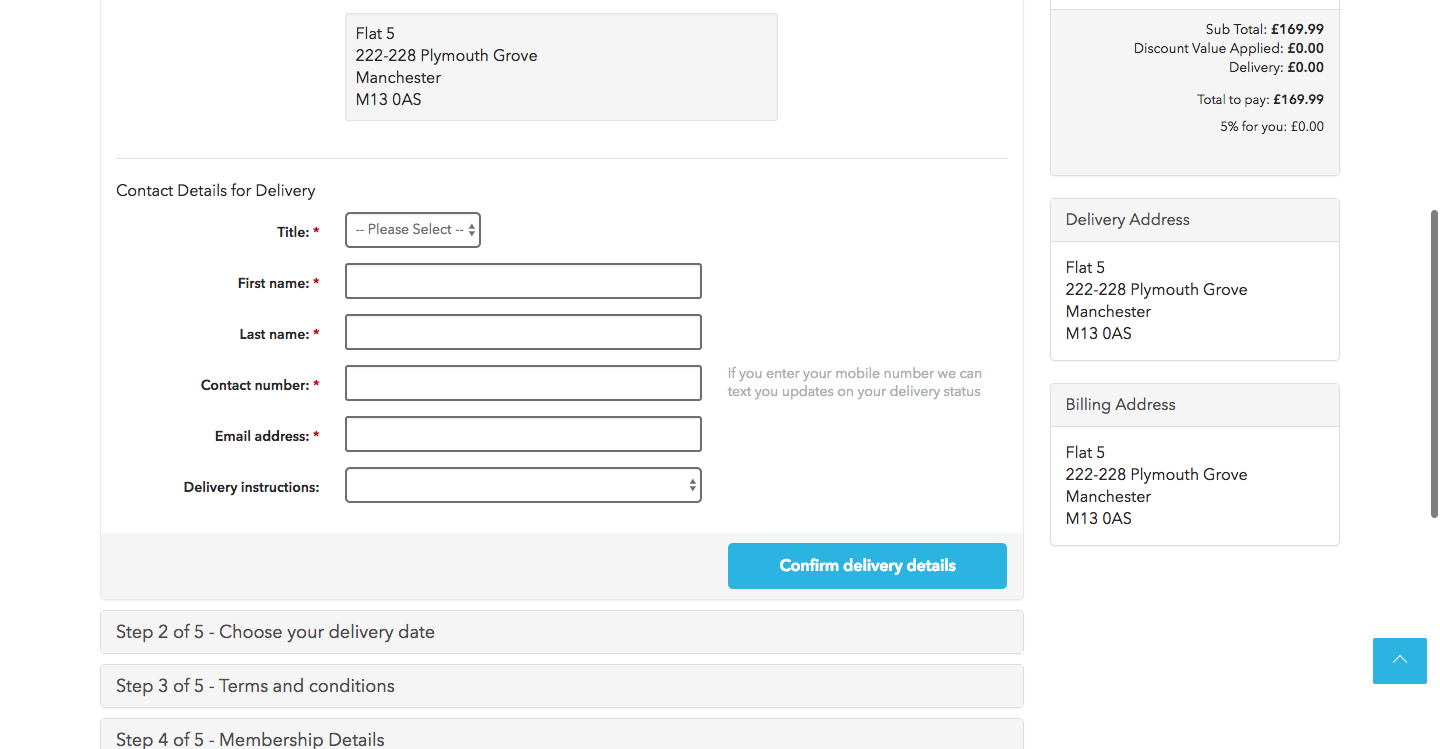 Flat 5
222-228 Plymouth Grove
Manchester
M13 0AS
Contact Details for Delivery
Title: *
-- Please Select --
First name: *
Last name: *
Contact number: *
If you enter your mobile number we can
text you updates on your delivery status
Email address: *
Delivery instructions:
Confirm delivery details
Step 2 of 5 - Choose your delivery date
Step 3 of 5 - Terms and conditions
Step 4 of 5 - Membership Details
Sub Total: £169.99
Discount Value Applied: £0.00
Delivery: £0.00
Total to pay: £169.99
5% for you: £0.00
Delivery Address
Flat 5
222-228 Plymouth Grove
Manchester
M13 0AS
Billing Address
Flat 5
222-228 Plymouth Grove
Manchester
M13 0AS